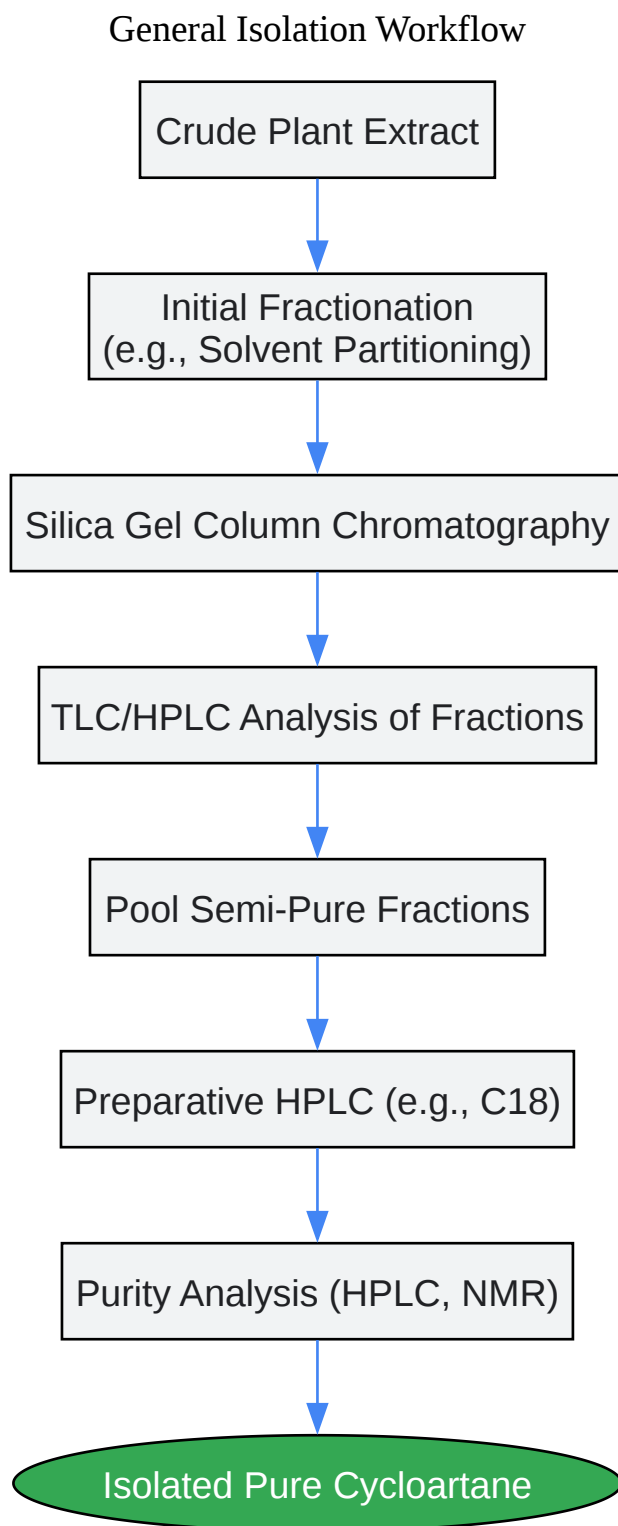 General Isolation Workflow
Crude Plant Extract
Initial Fractionation
(e.g., Solvent Partitioning)
Silica Gel Column Chromatography
TLC/HPLC Analysis of Fractions
Pool Semi-Pure Fractions
Preparative HPLC (e.g., C18)
Purity Analysis (HPLC, NMR)
Isolated Pure Cycloartane